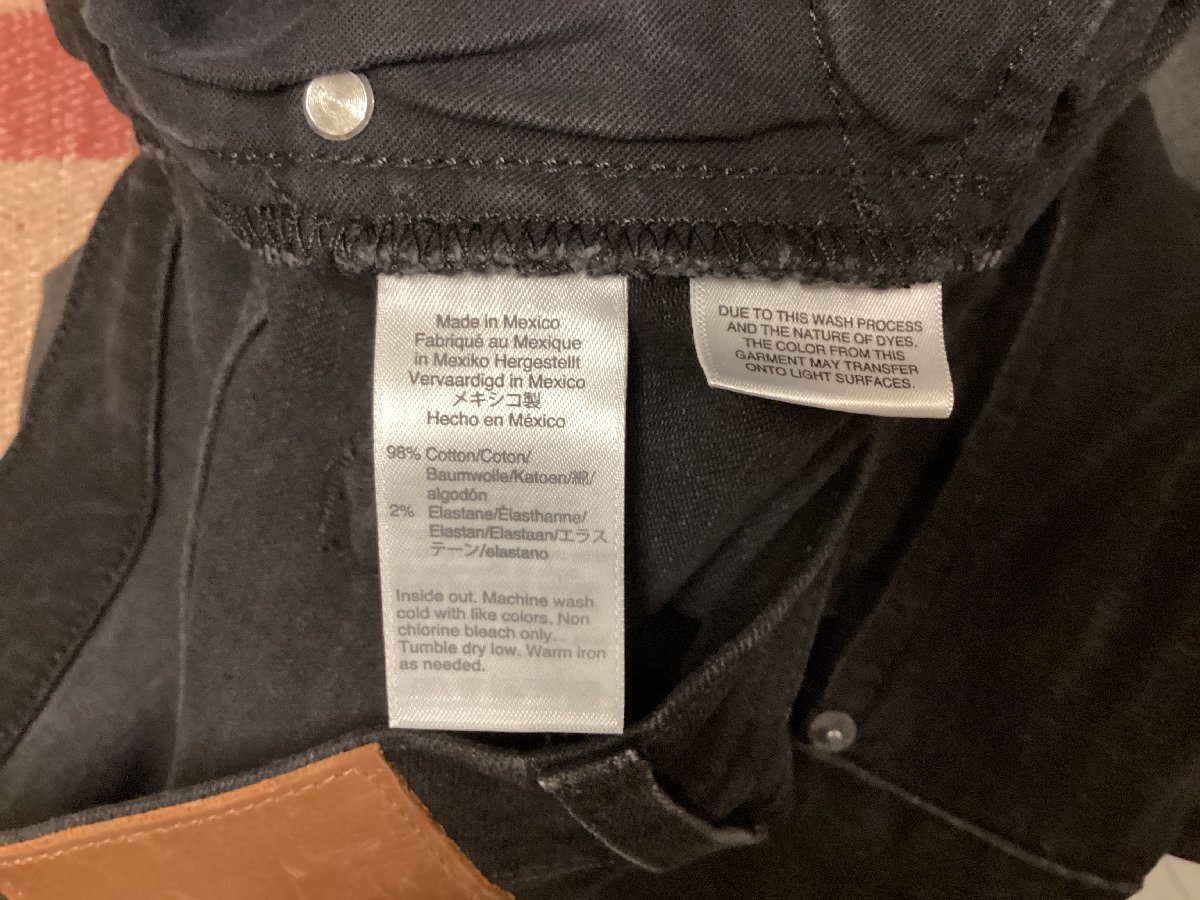 Made in Mexico
Fabriqué au Mexique
in Mexiko Hergestellt
Vervaardigd in Mexico
メキシコ製
Hecho en México
98% Cotton/Coton/
Baumwolle/Katoen/綿/
algodón
2% Elastane/Élasthanne/
Elastan/Elastaan/エラス
テーン/elastano
Inside out. Machine wash
cold with like colors. Non
chlorine bleach only.
Tumble dry low. Warm iron
as needed.
DUE TO THIS WASH PROCESS
AND THE NATURE OF DYES,
THE COLOR FROM THIS
GARMENT MAY TRANSFER
ONTO LIGHT SURFACES.